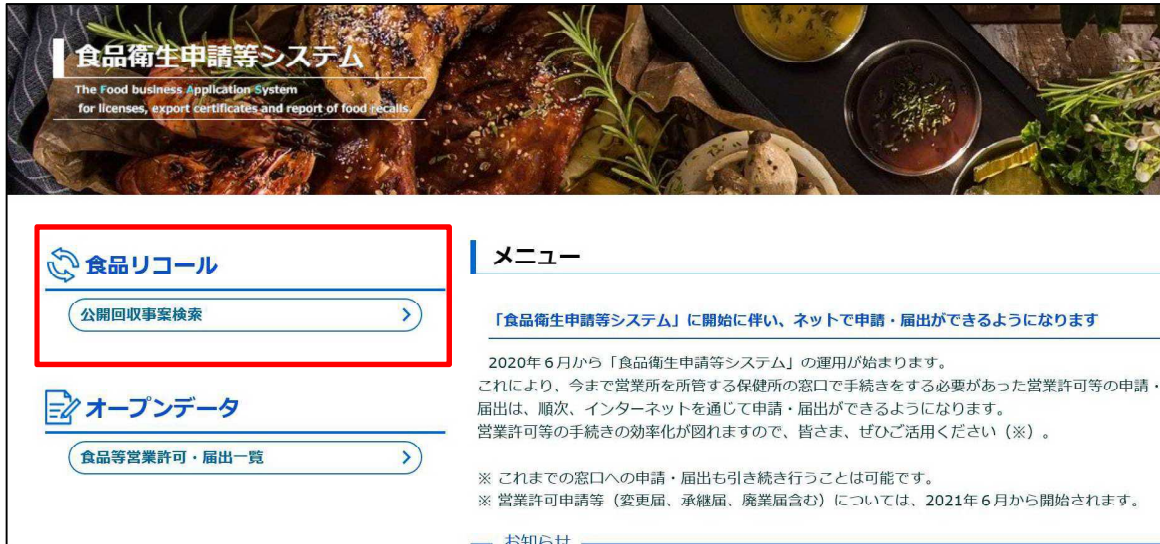 食品衛生申請等システム
The Food business Application System
for licenses, export certificates and report of food recalls.
食品リコール
公開回収事案検索
オープンデータ
食品等営業許可・届出一覧
メニュー
「食品衛生申請等システム」に開始に伴い、ネットで申請・届出ができるようになります
2020年6月から「食品衛生申請等システム」の運用が始まります。
これにより、今まで営業所を所管する保健所の窓口で手続きをする必要があった営業許可等の申請・
届出は、順次、インターネットを通じて申請・届出ができるようになります。
営業許可等の手続きの効率化が図れますので、皆さま、ぜひご活用ください（※）。
※ これまでの窓口への申請・届出も引き続き行うことは可能です。
※ 営業許可申請等（変更届、承継届、廃業届含む）については、2021年6月から開始されます。
お知らせ